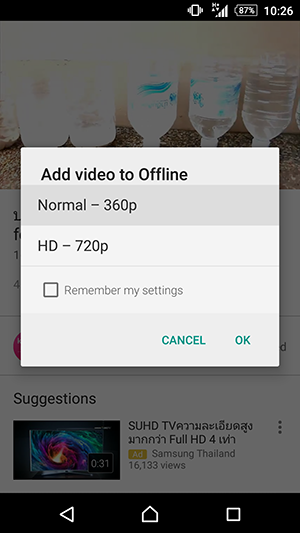 87%
10:26
Add video to Offline
Normal – 360p
HD – 720p
Remember my settings
CANCEL
OK
Suggestions
SUHD TVความละเอียดสูง
มากกว่า Full HD 4 เท่า
Ad Samsung Thailand
16,133 views
0:31